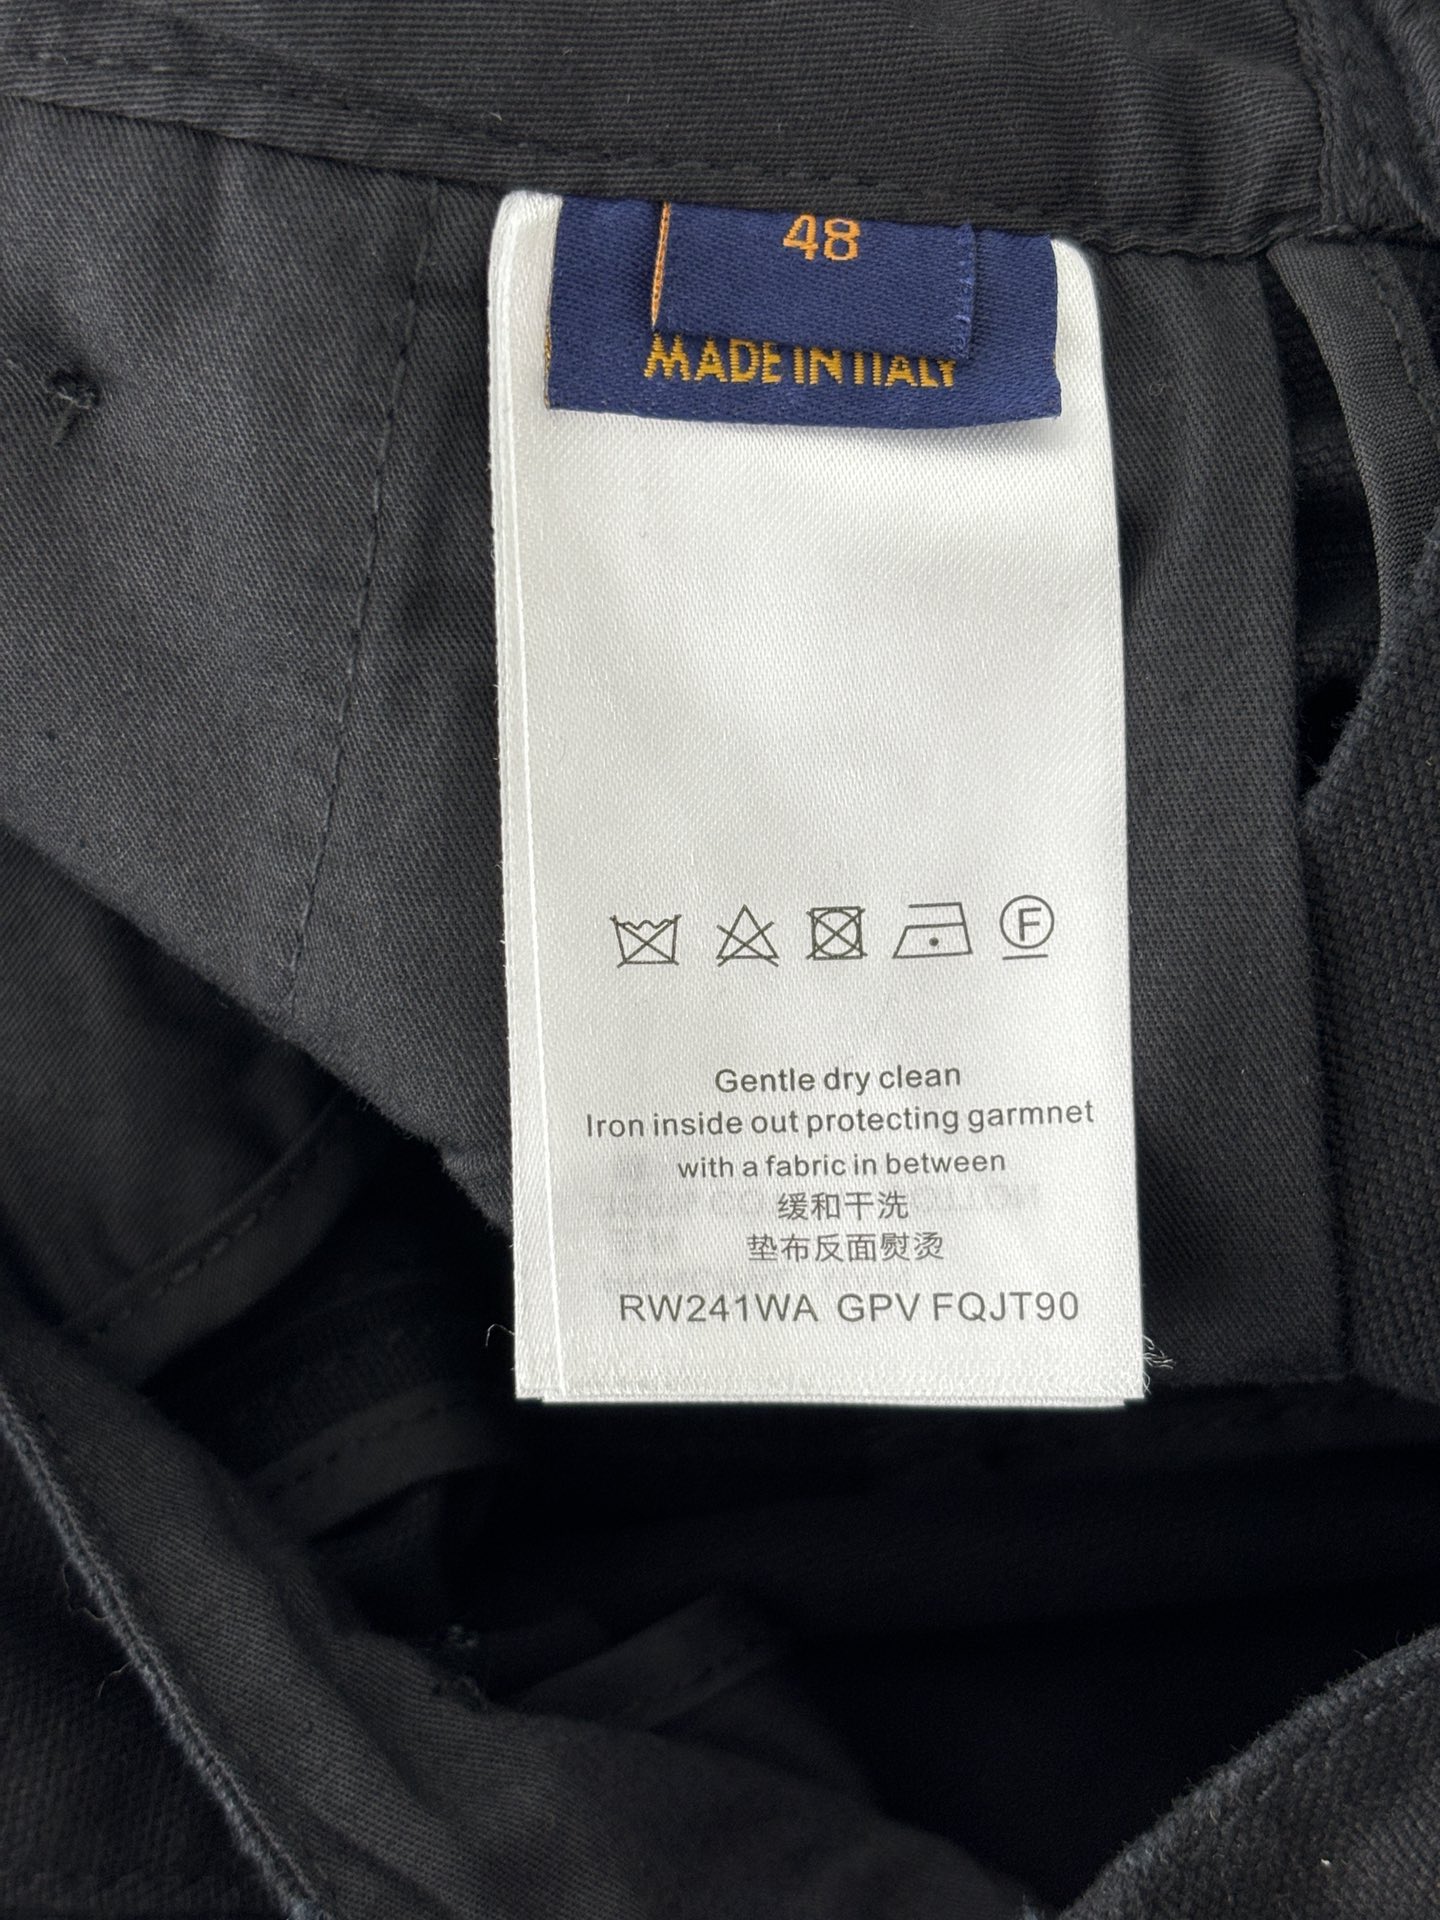 48
MADE IN ITALY
F
Gentle dry clean
Iron inside out protecting garmnet
with a fabric in between
缓和干洗
垫布反面熨烫
RW241WA GPV FQJT90